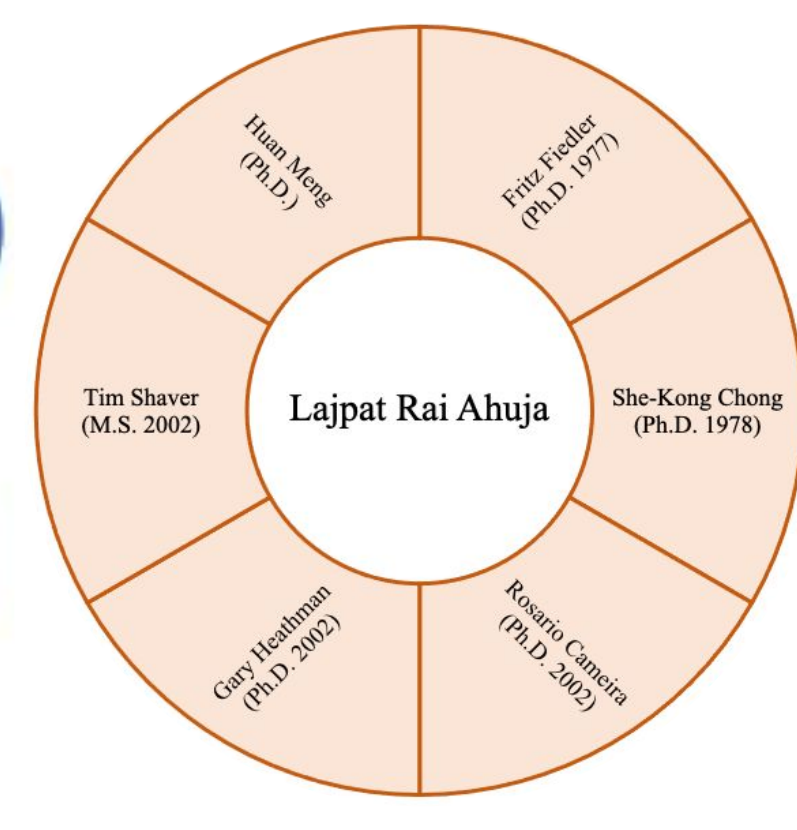 Huan Meng
(Ph.D.)
Fritz Fiedler
(Ph.D. 1977)
Tim Shaver
(M.S. 2002)
Lajpat Rai Ahuja
She-Kong Chong
(Ph.D. 1978)
Gary Heathman
(Ph.D. 2002)
Rosario Cameira
(Ph.D. 2002)